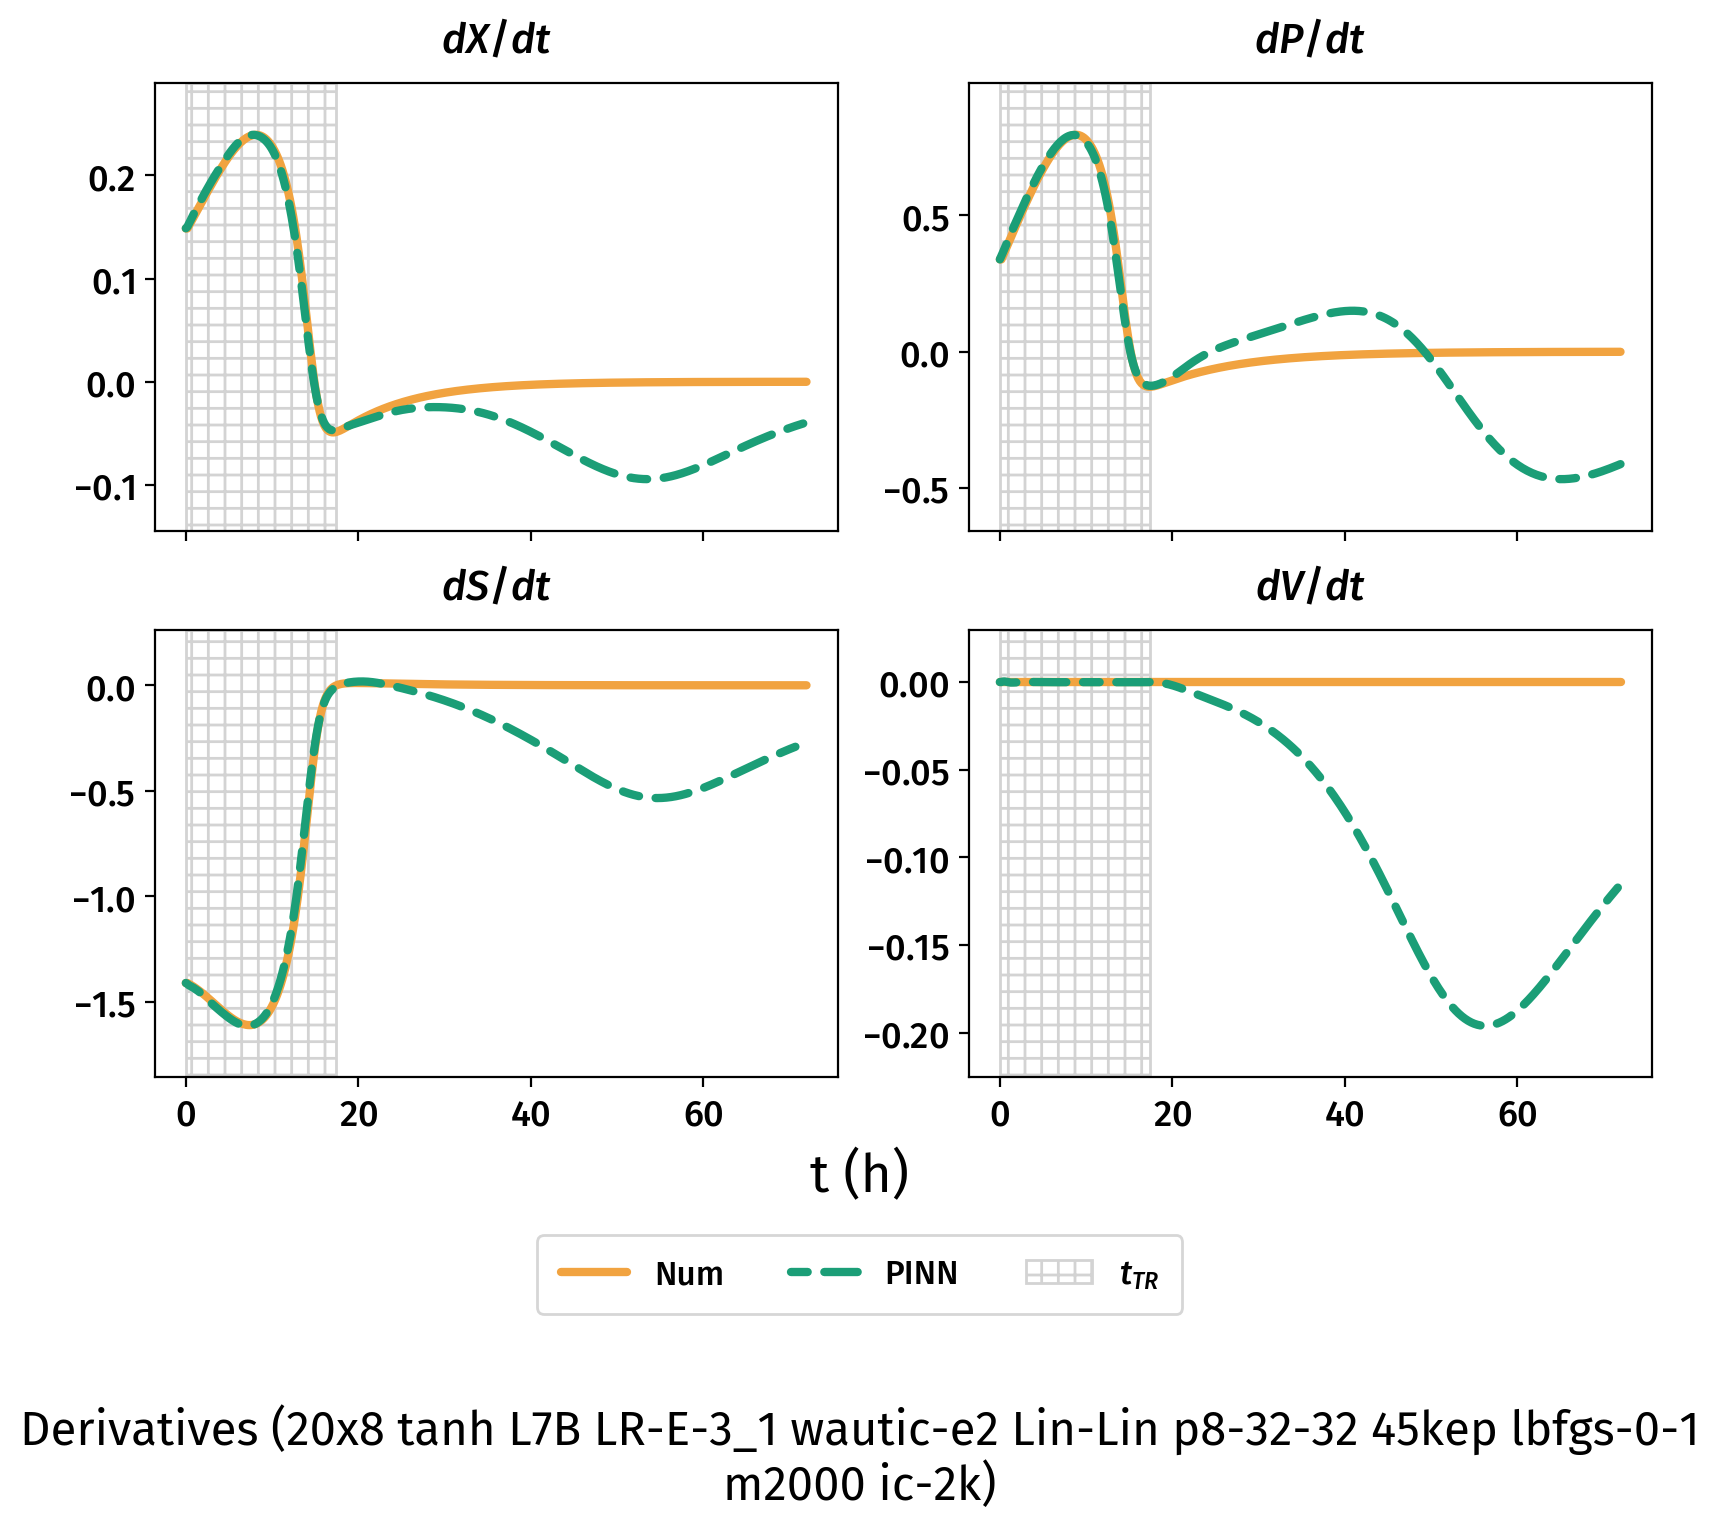 dX/dt
dP/dt
0.2
0.1
0.0
−0.1
0.5
0.0
−0.5
dS/dt
dV/dt
0.0
−0.5
−1.0
−1.5
0.00
−0.05
−0.10
−0.15
−0.20
0 20 40 60
0 20 40 60
t (h)
Num PINN tTR
Derivatives (20x8 tanh L7B LR-E-3_1 wautic-e2 Lin-Lin p8-32-32 45kep lbfgs-0-1
m2000 ic-2k)